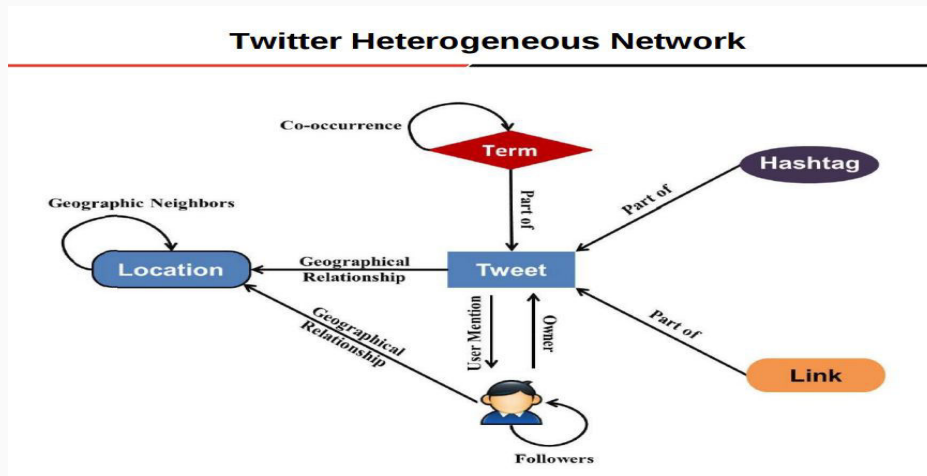 Twitter Heterogeneous Network
Co-occurrence
Term
Hashtag
Geographic Neighbors
Part of
Part of
Location
Geographical
Relationship
Tweet
Geographical
Relationship
User Mention
Owner
Part of
Link
Followers